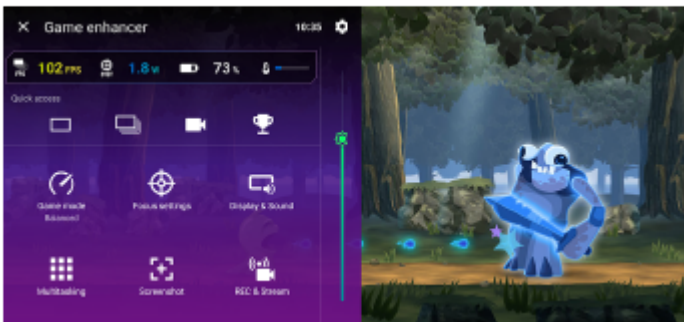 Game enhancer 10:35
102 FPS 1.8 W 73 %
Quick access
Game mode Focus settings Display & Sound
Balanced
Multitasking Screenshot REC & Stream